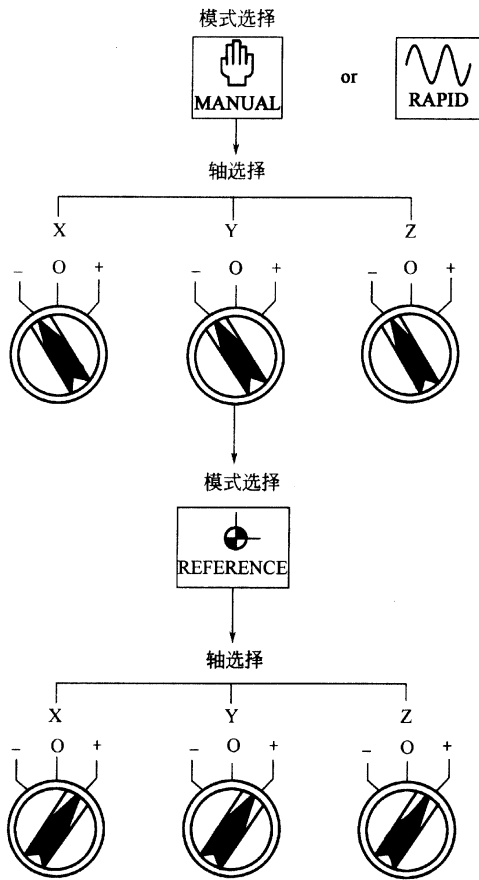 模式选择
MANUAL or RAPID
轴选择
X Y Z
- O + - O + - O +
模式选择
REFERENCE
轴选择
X Y Z
- O + - O + - O +